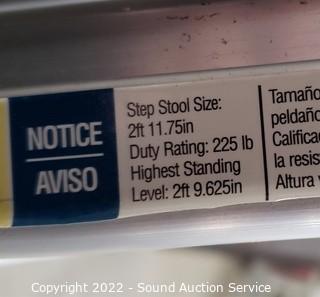 NOTICE
AVISO
Step Stool Size:
2ft 11.75in
Duty Rating: 225 lb
Highest Standing
Level: 2ft 9.625in
Tamaño
peldaño
Califica
la resis
Altura
Copyright 2022 - Sound Auction Service